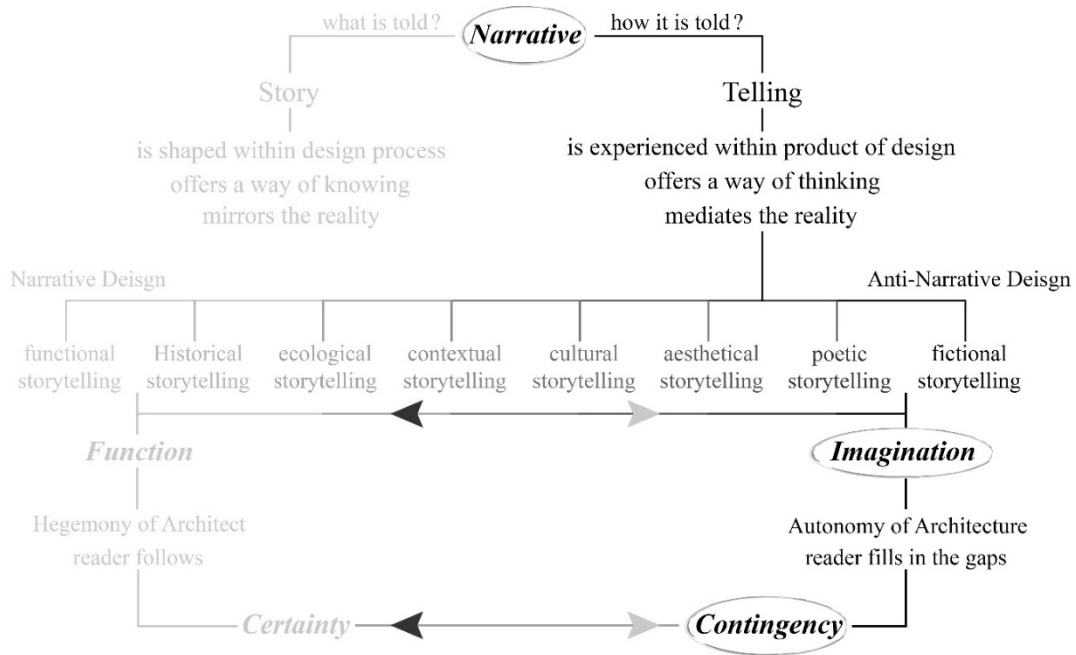 what is told? Narrative how it is told?
Story
Telling
is shaped within design process
offers a way of knowing
mirrors the reality
is experienced within product of design
offers a way of thinking
mediates the reality
Narrative Deisgn
Anti-Narrative Deisgn
functional storytelling
Historical storytelling
ecological storytelling
contextual storytelling
cultural storytelling
aesthetical storytelling
poetic storytelling
fictional storytelling
Function
Imagination
Hegemony of Architect
reader follows
Autonomy of Architecture
reader fills in the gaps
Certainty
Contingency